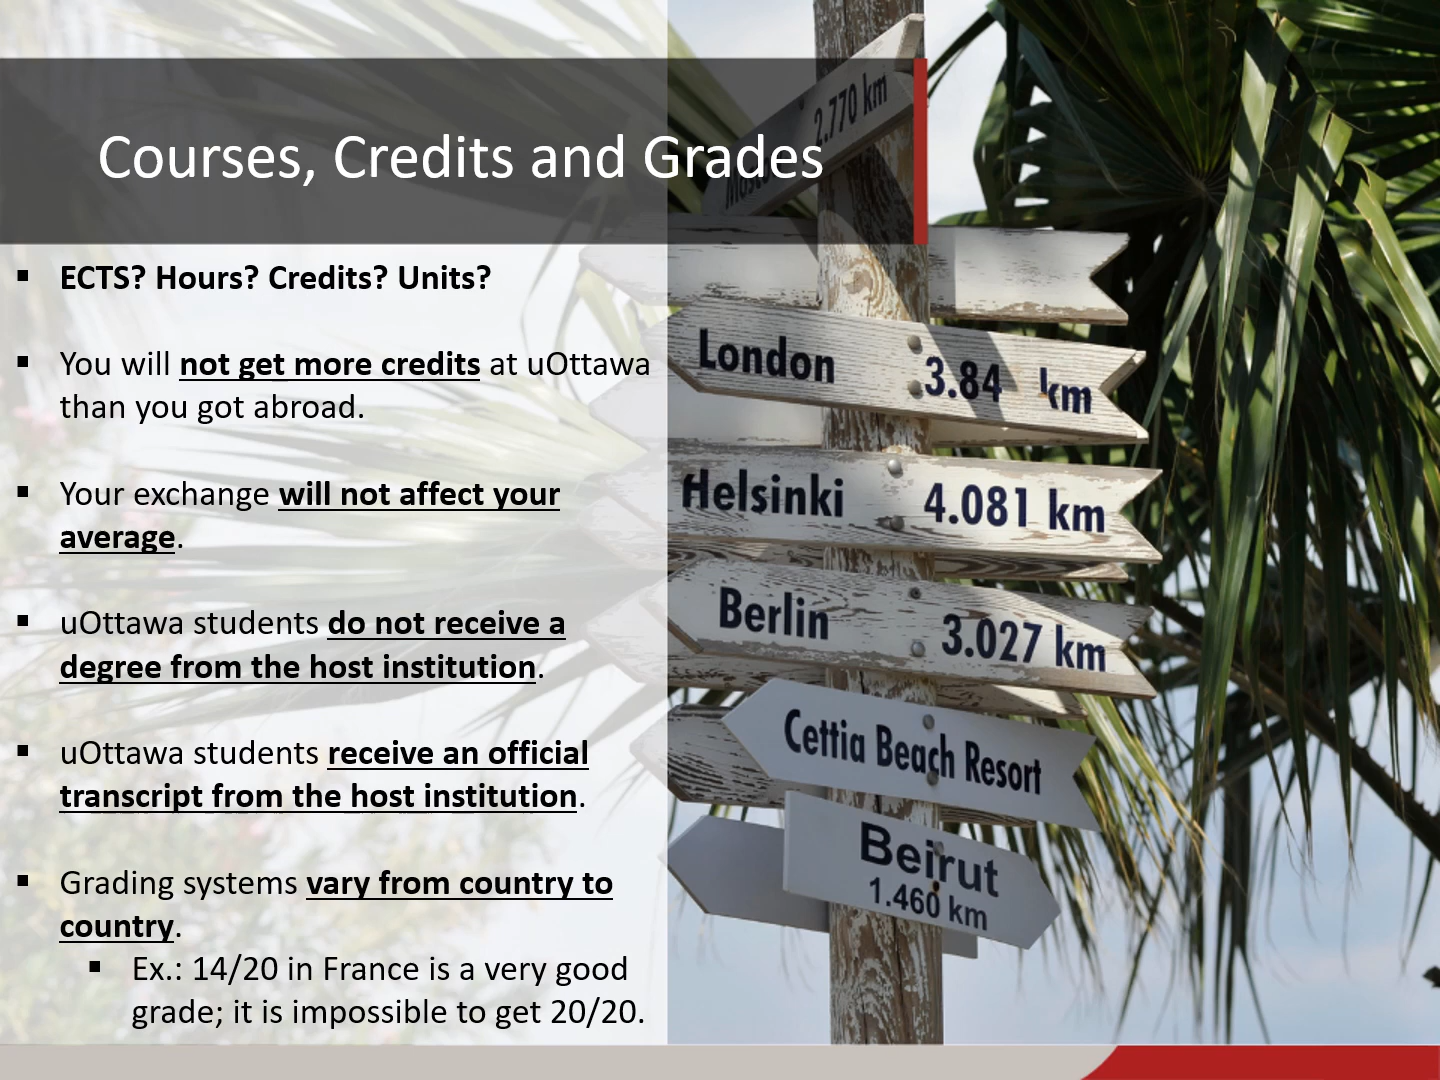 Courses, Credits and Grades
▪ ECTS? Hours? Credits? Units?
▪ You will not get more credits at uOttawa
than you got abroad.
▪ Your exchange will not affect your
average.
▪ uOttawa students do not receive a
degree from the host institution.
▪ uOttawa students receive an official
transcript from the host institution.
▪ Grading systems vary from country to
country.
▪ Ex.: 14/20 in France is a very good
grade; it is impossible to get 20/20.
2.770 km
London 3.84 km
Helsinki 4.081 km
Berlin 3.027 km
Cettia Beach Resort
Beirut
1.460 km